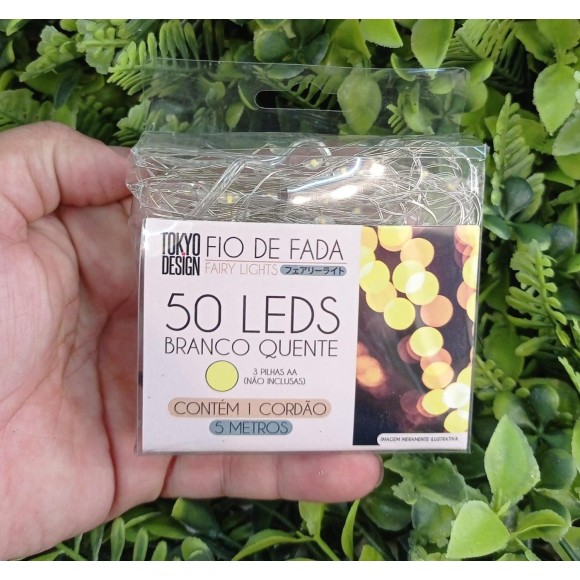 TOKYO
DESIGN
FIO DE FADA
FAIRY LIGHTS フェアリーライト
50 LEDS
BRANCO QUENTE
3 PILHAS AA
(NÃO INCLUSAS)
CONTÉM 1 CORDÃO
5 METROS
IMAGEM MERAMENTE ILUSTRATIVA